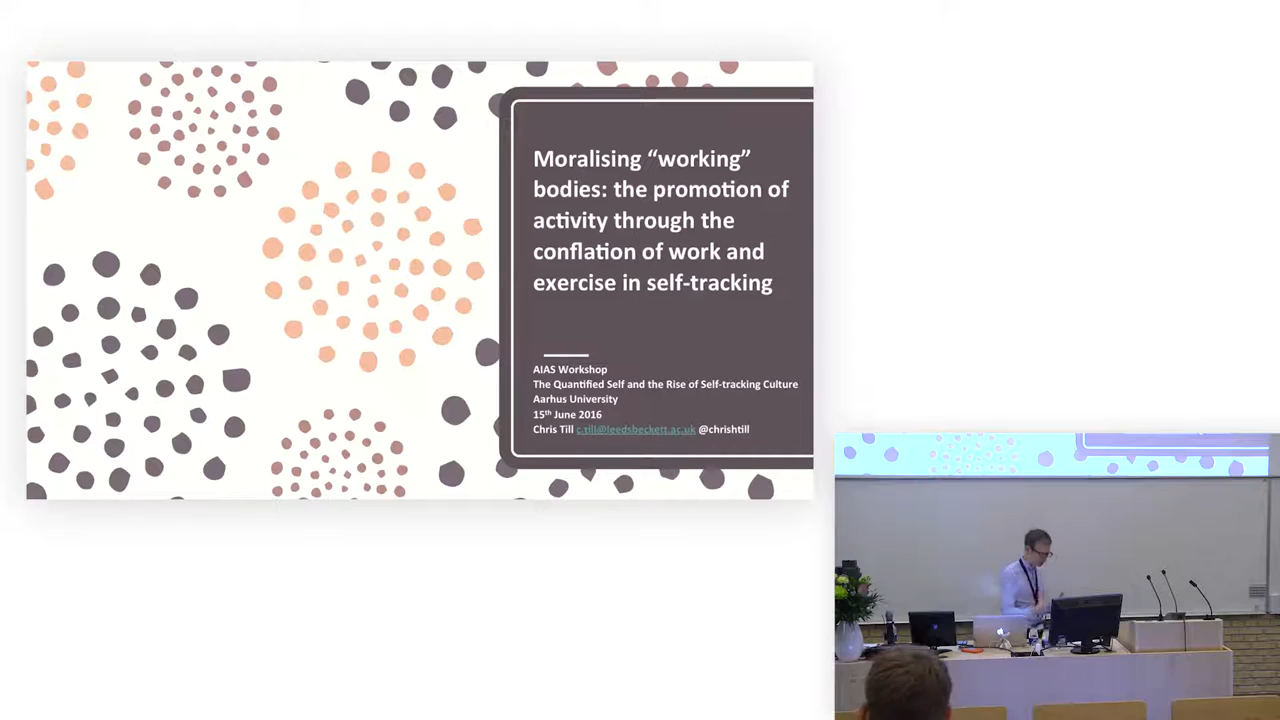 Moralising “working”
bodies: the promotion of
activity through the
conflation of work and
exercise in self-tracking
AIAS Workshop
The Quantified Self and the Rise of Self-tracking Culture
Aarhus University
15th June 2016
Chris Till c.till@leedsbeckett.ac.uk @chrishtill